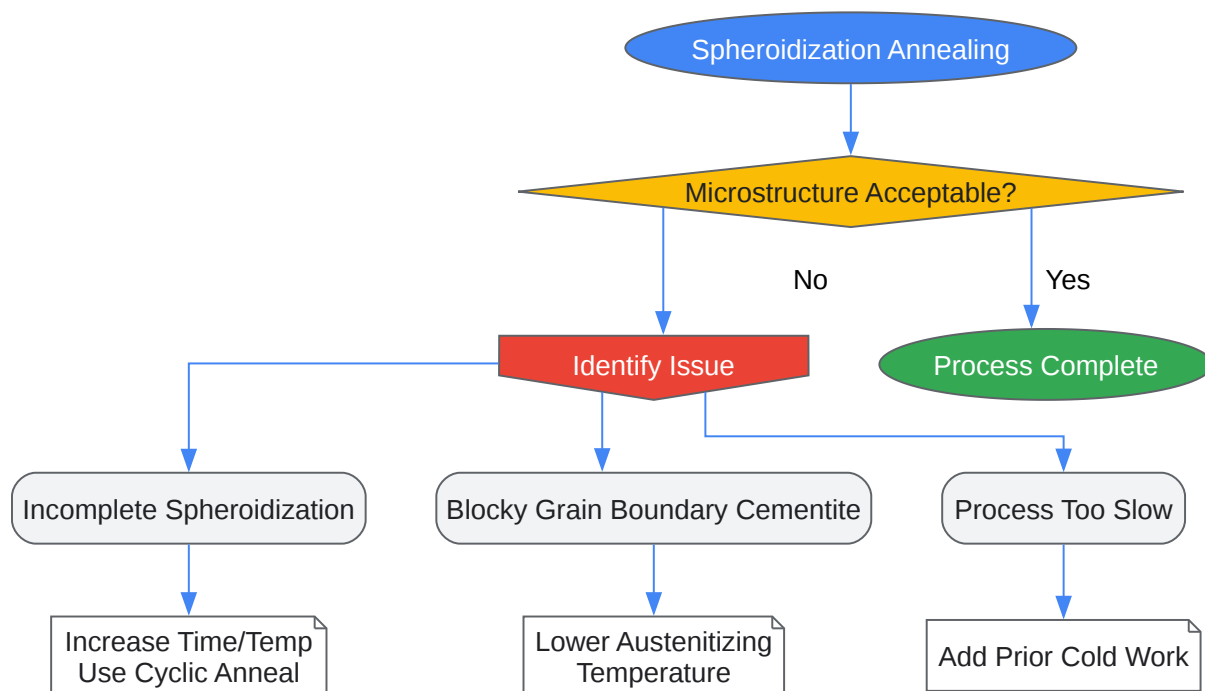 Spheroidization Annealing
Microstructure Acceptable?
No
Yes
Identify Issue
Process Complete
Incomplete Spheroidization
Blocky Grain Boundary Cementite
Process Too Slow
Increase Time/Temp
Use Cyclic Anneal
Lower Austenitizing
Temperature
Add Prior Cold Work